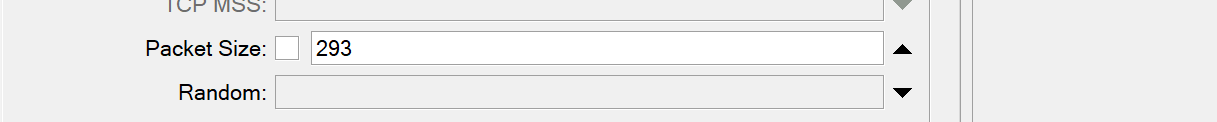 TCP MSS:
Packet Size: 293
Random: